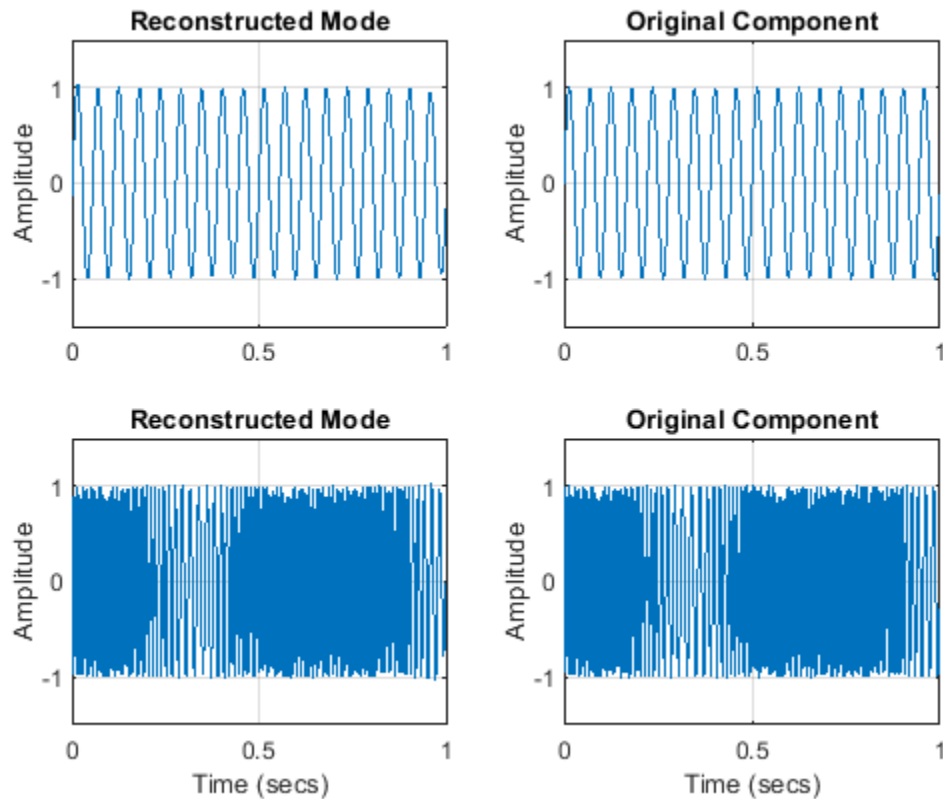 Reconstructed Mode
Original Component
Amplitude
1
0
-1
0
0.5
1
Amplitude
1
0
-1
0
0.5
1
Reconstructed Mode
Original Component
Amplitude
1
0
-1
0
0.5
1
Time (secs)
Amplitude
1
0
-1
0
0.5
1
Time (secs)